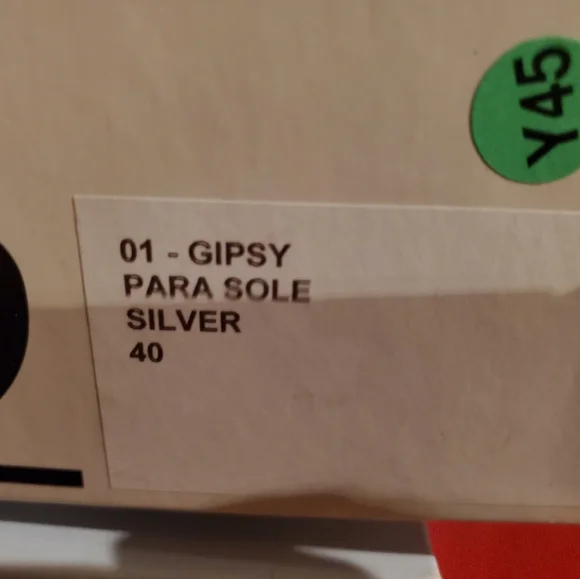 Y45
01 - GIPSY
PARA SOLE
SILVER
40